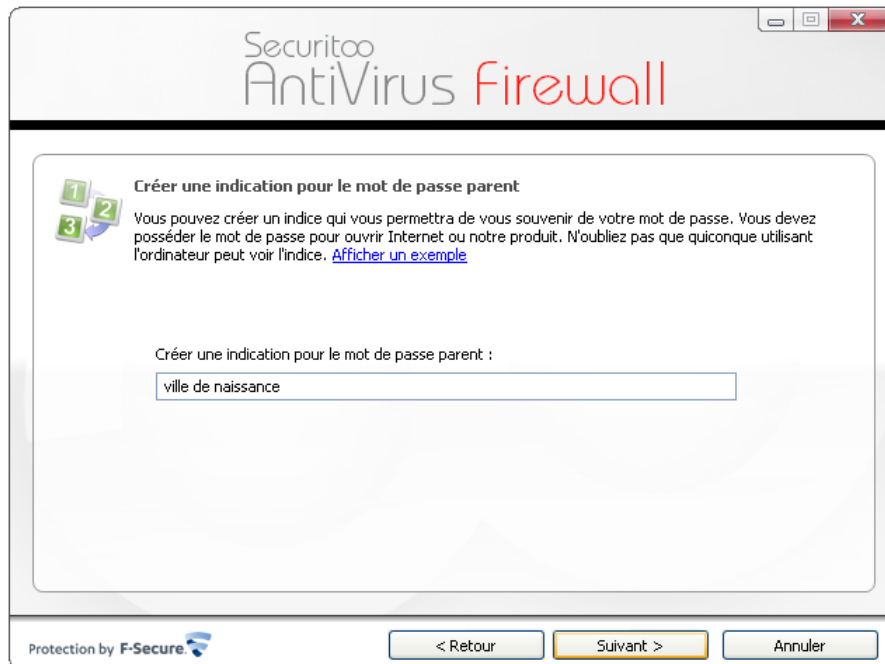 Securitoo
AntiVirus Firewall
1
2
3
Créer une indication pour le mot de passe parent
Vous pouvez créer un indice qui vous permettra de vous souvenir de votre mot de passe. Vous devez
posséder le mot de passe pour ouvrir Internet ou notre produit. N'oubliez pas que quiconque utilisant
l'ordinateur peut voir l'indice. Afficher un exemple
Créer une indication pour le mot de passe parent :
ville de naissance
Protection by F-Secure.
< Retour
Suivant >
Annuler